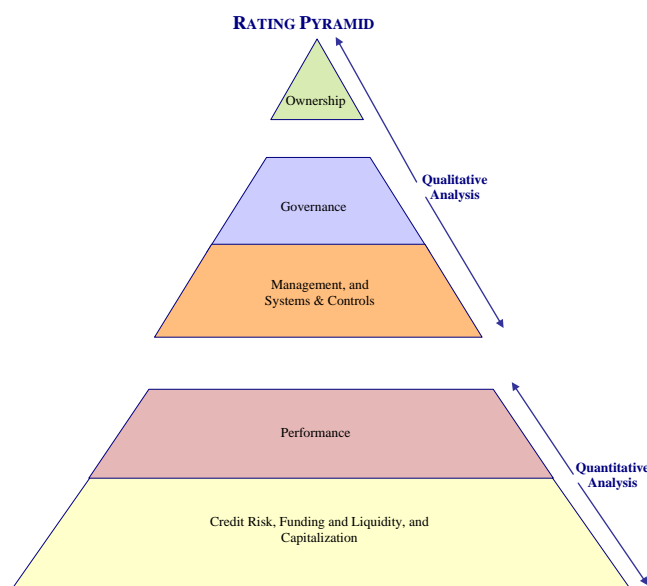 RATING PYRAMID
Ownership
Qualitative
Analysis
Governance
Management, and
Systems & Controls
Performance
Quantitative
Analysis
Credit Risk, Funding and Liquidity, and
Capitalization